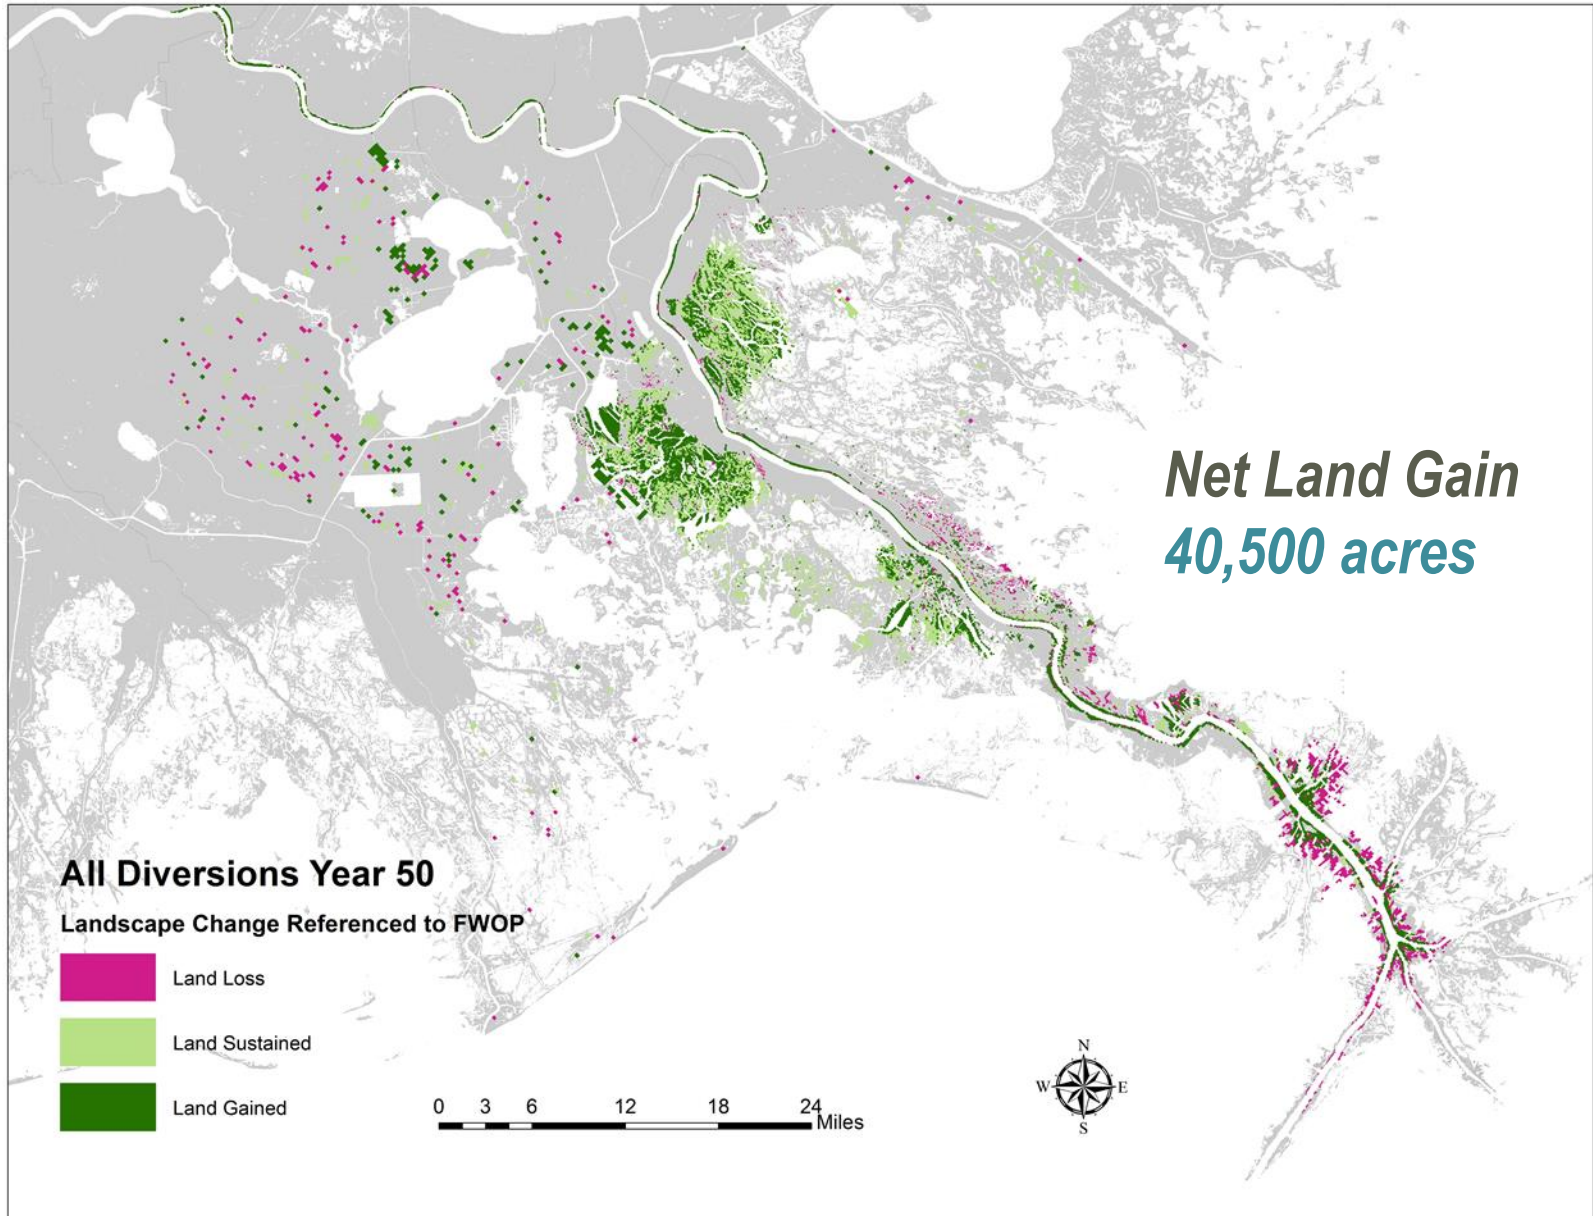 Net Land Gain
40,500 acres
All Diversions Year 50
Landscape Change Referenced to FWOP
Land Loss
Land Sustained
Land Gained
0 3 6 12 18 24
Miles
N
W E
S